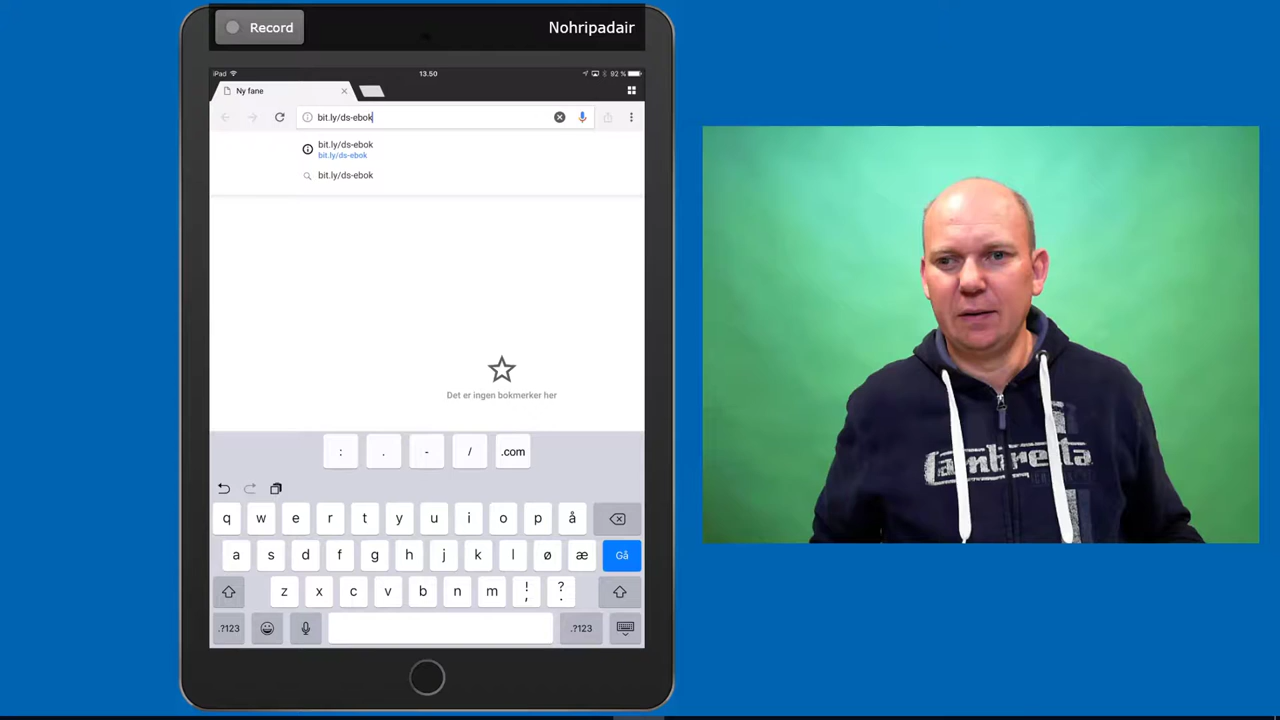 Record
Nohripadair
iPad 13.50 92 %
Ny fane
bit.ly/ds-ebok
bit.ly/ds-ebok
bit.ly/ds-ebok
bit.ly/ds-ebok
Det er ingen bokmerker her
: . - / .com
q w e r t y u i o p å
a s d f g h j k l ø æ Gå
z x c v b n m ! , ? .
.?123 .?123
Lambretta